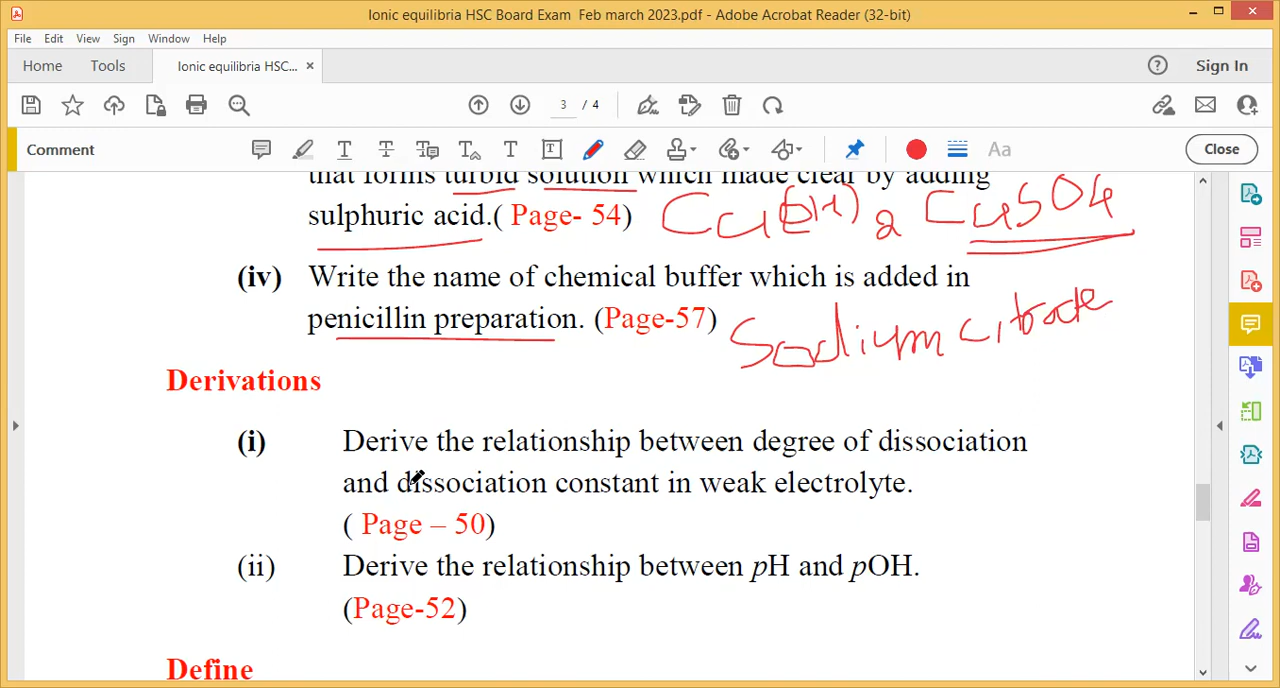 Ionic equilibria HSC Board Exam Feb march 2023.pdf - Adobe Acrobat Reader (32-bit)
File Edit View Sign Window Help
Home Tools Ionic equilibria HSC... × Sign In
3 / 4
Comment Close
that forms turbid solution which made clear by adding
sulphuric acid.( Page- 54) Cu(OH)2 CuSO4
(iv) Write the name of chemical buffer which is added in
penicillin preparation. (Page-57) Sodium citrate
Derivations
(i) Derive the relationship between degree of dissociation
and dissociation constant in weak electrolyte.
( Page – 50)
(ii) Derive the relationship between pH and pOH.
(Page-52)
Define